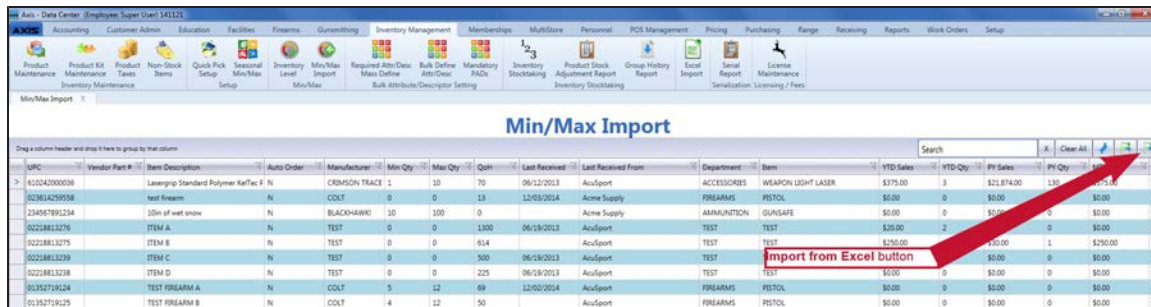 Axis - Data Center (Employee: Super User) 141121
AXIS Accounting Customer Admin Education Facilities Firearms Gunsmithing Inventory Management Memberships MultiStore Personnel POS Management Pricing Purchasing Range Receiving Reports Work Orders Setup
Product Maintenance Product Kit Maintenance Product Taxes Non-Stock Items Quick Pick Setup Seasonal Min/Max Inventory Level Min/Max Import Required Attr/Desc Mass Define Bulk Define Attr/Desc Mandatory PADs Inventory Stocktaking Product Stock Adjustment Report Group History Report Excel Import Serial Report License Maintenance
Inventory Maintenance Setup Min/Max Bulk Attribute/Descriptor Setting Inventory Stocktaking Serialization Licensing / Fees
Min/Max Import X
Min/Max Import
Drag a column header and drop it here to group by that column Search X Clear All
UPC Vendor Part # Item Description Auto Order Manufacturer Min Qty Max Qty QoH Last Received Last Received From Department Item YTD Sales YTD Qty PY Sales PY Qty
> 610242000036 Lasergrip Standard Polymer KelTec P N CRIMSON TRACE 1 10 70 06/12/2013 AcuSport ACCESSORIES WEAPON LIGHT LASER $375.00 3 $21,874.00 130 $375.00
023614259558 test firearm N COLT 0 0 13 12/03/2014 Acme Supply FIREARMS PISTOL $0.00 0 $0.00 0 $0.00
234567891234 10in of wet snow N BLACKHAWK! 10 100 0 Acme Supply AMMUNITION GUNSAFE $0.00 0 $0.00 0 $0.00
02218813276 ITEM A N TEST 0 0 1300 06/19/2013 AcuSport TEST TEST $20.00 2 0 $0.00
02218813275 ITEM B N TEST 0 0 614 AcuSport TEST TEST $250.00 $30.00 1 $250.00
02218813239 ITEM C N TEST 0 0 500 06/19/2013 AcuSport TEST 0 $0.00
Import from Excel button
02218813238 ITEM D N TEST 0 0 225 06/19/2013 AcuSport TEST TEST $0.00 0 $0.00 0 $0.00
01352719124 TEST FIREARM A N COLT 5 12 69 12/02/2014 AcuSport FIREARMS PISTOL $0.00 0 $0.00 0 $0.00
01352719125 TEST FIREARM B N COLT 4 12 50 AcuSport FIREARMS PISTOL $0.00 0 $0.00 0 $0.00